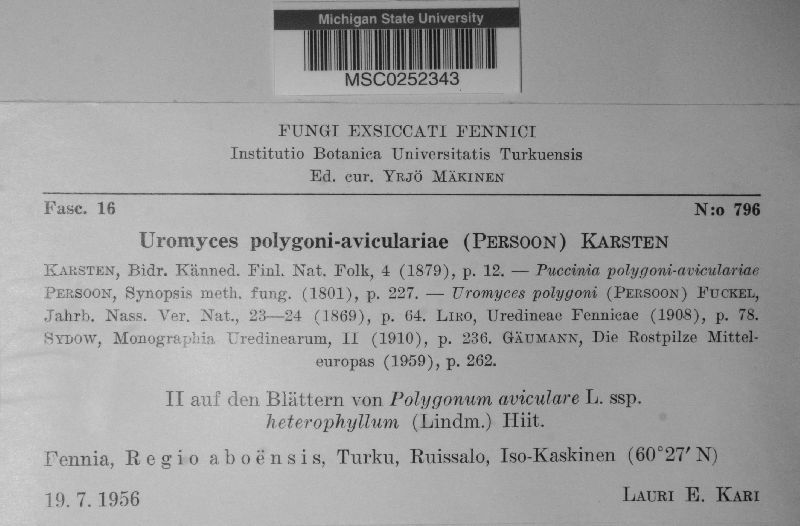 Michigan State University
MSC0252343
FUNGI EXSICCATI FENNICI
Institutio Botanica Universitatis Turkuensis
Ed. cur. YRJÖ MÄKINEN
Fasc. 16 N:o 796
Uromyces polygoni-aviculariae (PERSOON) KARSTEN
KARSTEN, Bidr. Känned. Finl. Nat. Folk, 4 (1879), p. 12. — Puccinia polygoni-aviculariae
PERSOON, Synopsis meth. fung. (1801), p. 227. — Uromyces polygoni (PERSOON) FUCKEL,
Jahrb. Nass. Ver. Nat., 23—24 (1869), p. 64. LIRO, Uredineae Fennicae (1908), p. 78.
SYDOW, Monographia Uredinearum, II (1910), p. 236. GÄUMANN, Die Rostpilze Mittel-
europas (1959), p. 262.
II auf den Blättern von Polygonum aviculare L. ssp.
heterophyllum (Lindm.) Hiit.
Fennia, Regio aboënsis, Turku, Ruissalo, Iso-Kaskinen (60°27′ N)
19. 7. 1956 LAURI E. KARI